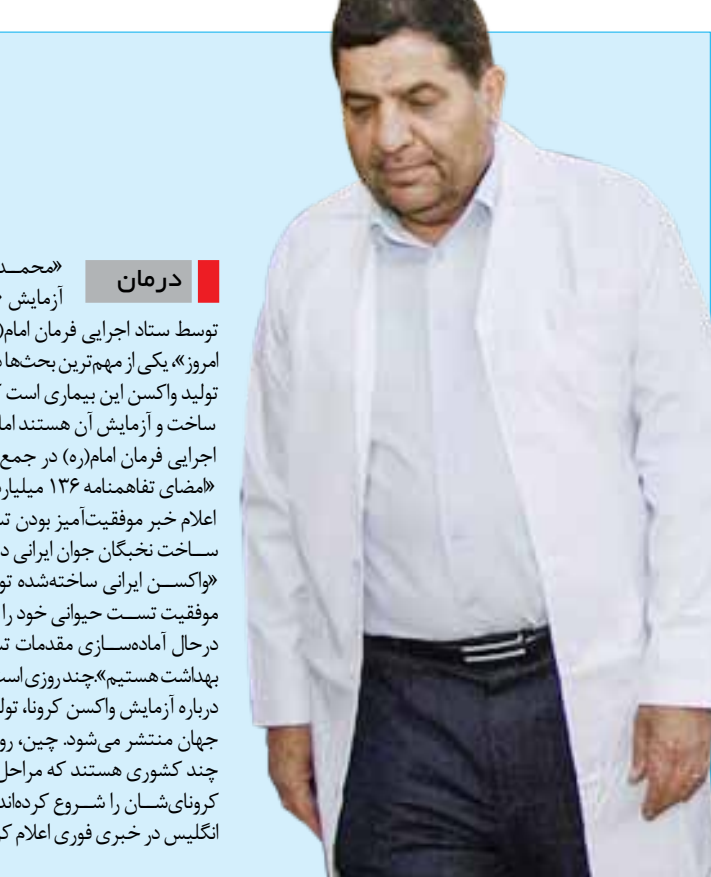 درمان
«محمـد
آزمایش
توسط ستاد اجرایی فرمان امام(
امروز»، یکی از مهم‌ترین بحث‌ها د
تولید واکسن این بیماری است
ساخت و آزمایش آن هستند اما
اجرایی فرمان امام(ره) در جمع
«امضای تفاهمنامه ۱۳۶ میلیار
اعلام خبر موفقیت‌آمیز بودن تس
ســاخت نخبگان جوان ایرانی د
«واکســن ایرانی ساخته‌شده تو
موفقیت تســت حیوانی خود را
درحال آماده‌ســازی مقدمات تس
بهداشت هستیم».چند روزی است
درباره آزمایش واکسن کرونا، تول
جهان منتشر می‌شود. چین، رو
چند کشوری هستند که مراحل
کرونای‌شــان را شــروع کرده‌اند
انگلیس در خبری فوری اعلام کر